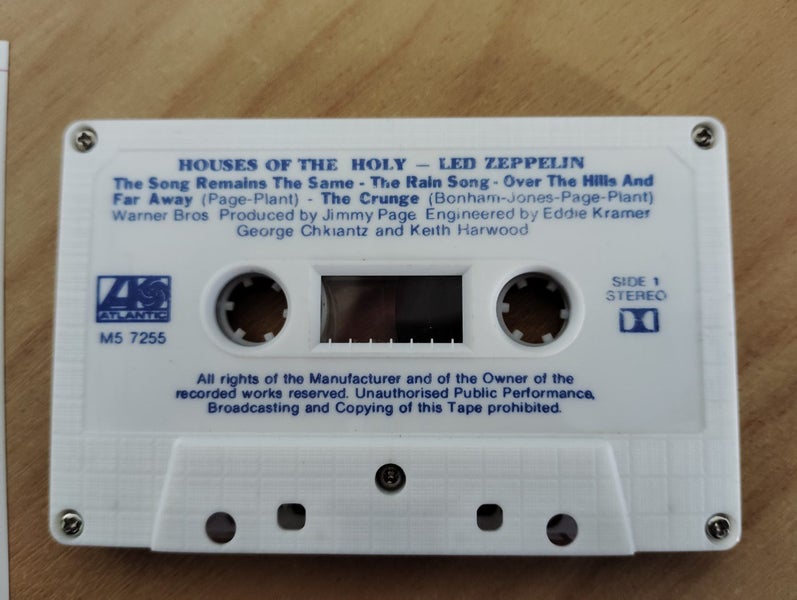 HOUSES OF THE HOLY – LED ZEPPELIN
The Song Remains The Same - The Rain Song - Over The Hills And
Far Away (Page-Plant) - The Crunge (Bonham-Jones-Page-Plant)
Warner Bros Produced by Jimmy Page Engineered by Eddie Kramer
George Chkiantz and Keith Harwood
ATLANTIC
M5 7255
SIDE 1
STEREO
All rights of the Manufacturer and of the Owner of the
recorded works reserved. Unauthorised Public Performance,
Broadcasting and Copying of this Tape prohibited.